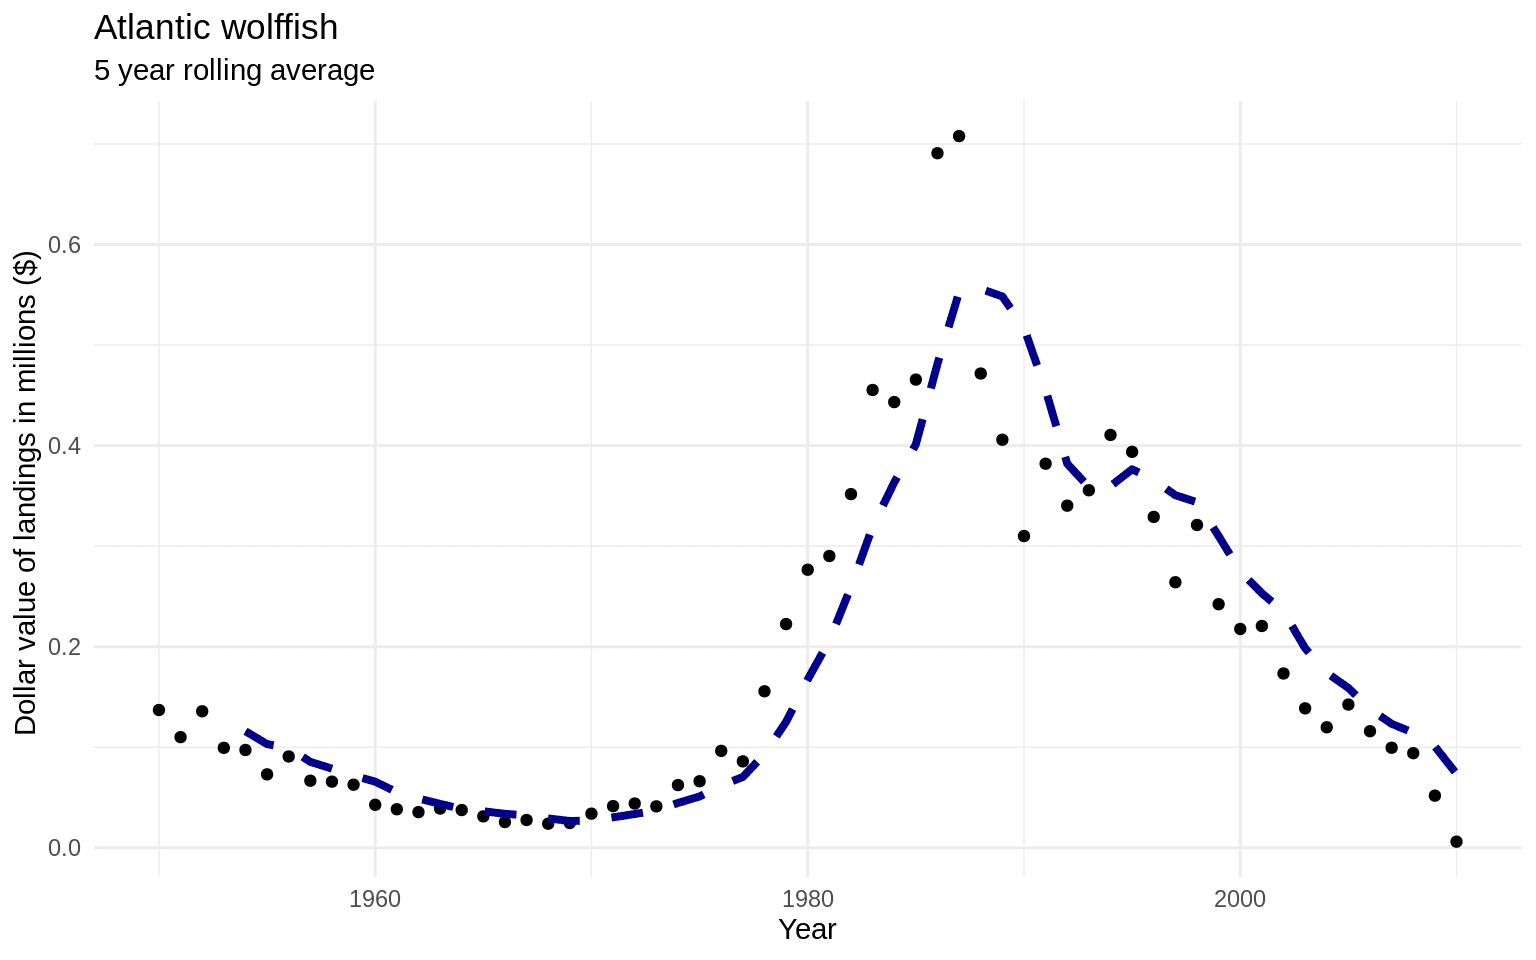 Atlantic wolffish
5 year rolling average
Dollar value of landings in millions ($)
0.6
0.4
0.2
0.0
1960 1980 2000
Year